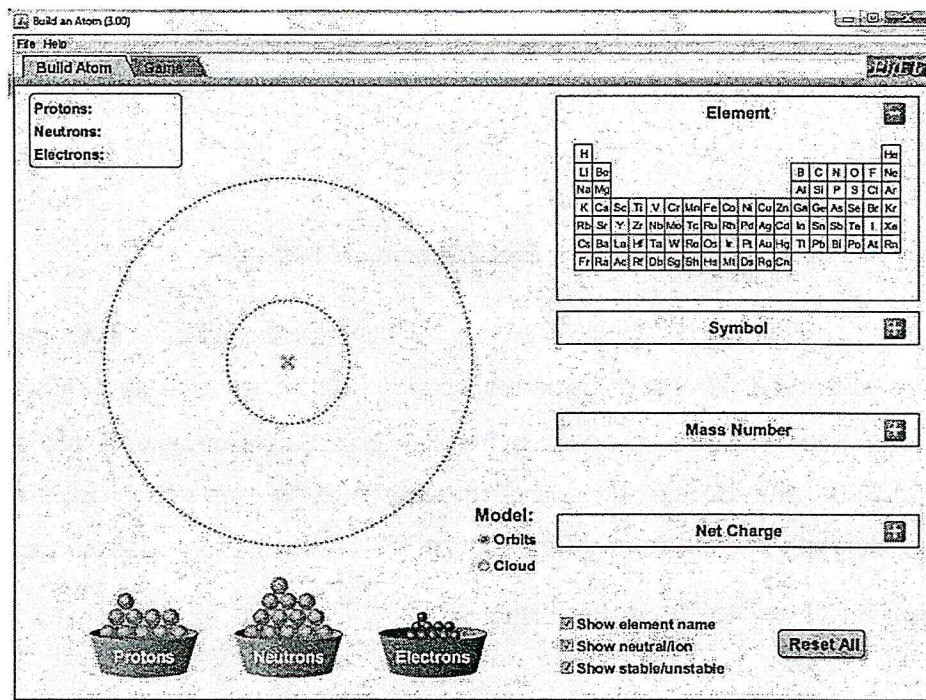 Build an Atom (3.00)
File Help
Build Atom Game PhET
Protons:
Neutrons:
Electrons:
Element
H He
Li Be B C N O F Ne
Na Mg Al Si P S Cl Ar
K Ca Sc Ti V Cr Mn Fe Co Ni Cu Zn Ga Ge As Se Br Kr
Rb Sr Y Zr Nb Mo Tc Ru Rh Pd Ag Cd In Sn Sb Te I Xe
Cs Ba La Hf Ta W Re Os Ir Pt Au Hg Tl Pb Bi Po At Rn
Fr Ra Ac Rf Db Sg Bh Hs Mt Ds Rg Cn
Symbol
Mass Number
Net Charge
Model:
Orbits
Cloud
Protons
Neutrons
Electrons
Show element name
Show neutral/ion
Show stable/unstable
Reset All